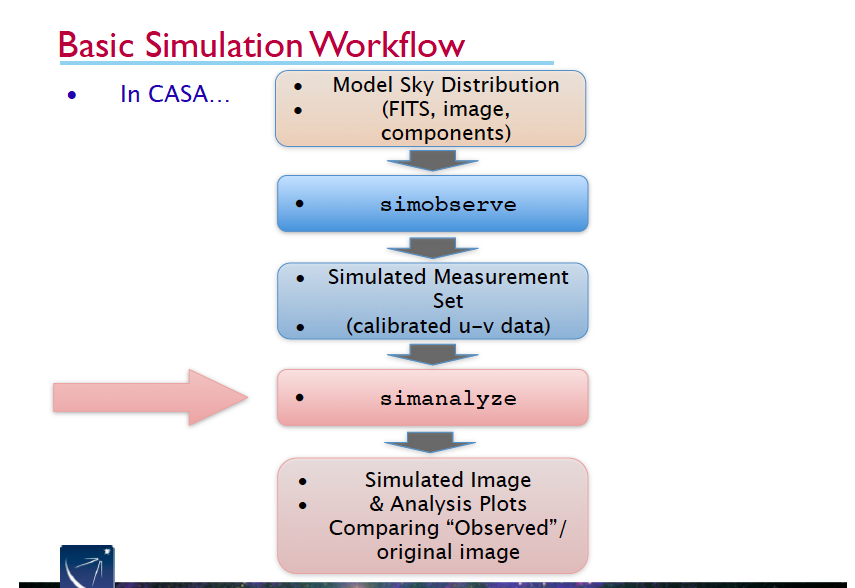 Basic Simulation Workflow
• In CASA…
• Model Sky Distribution
• (FITS, image,
components)
• simobserve
• Simulated Measurement
Set
• (calibrated u–v data)
• simanalyze
• Simulated Image
• & Analysis Plots
Comparing “Observed”/
original image